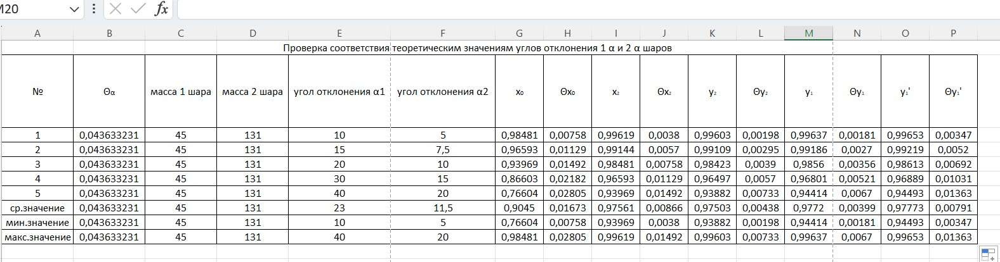 M20 fx
A B C D E F G H I J K L M N O P
Проверка соответствия теоретическим значениям углов отклонения 1 α и 2 α шаров
№ Θα масса 1 шара масса 2 шара угол отклонения α1 угол отклонения α2 x₀ Θx₀ x₂ Θx₂ y₂ Θy₂ y₁ Θy₁ y₁' Θy₁'
1 0,043633231 45 131 10 5 0,98481 0,00758 0,99619 0,0038 0,99603 0,00198 0,99637 0,00181 0,99653 0,00347
2 0,043633231 45 131 15 7,5 0,96593 0,01129 0,99144 0,0057 0,99109 0,00295 0,99186 0,0027 0,99219 0,0052
3 0,043633231 45 131 20 10 0,93969 0,01492 0,98481 0,00758 0,98423 0,0039 0,9856 0,00356 0,98613 0,00692
4 0,043633231 45 131 30 15 0,86603 0,02182 0,96593 0,01129 0,96497 0,0057 0,96801 0,00521 0,96889 0,01031
5 0,043633231 45 131 40 20 0,76604 0,02805 0,93969 0,01492 0,93882 0,00733 0,94414 0,0067 0,94493 0,01363
ср.значение 0,043633231 45 131 23 11,5 0,9045 0,01673 0,97561 0,00866 0,97503 0,00438 0,9772 0,00399 0,97773 0,00791
мин.значение 0,043633231 45 131 10 5 0,76604 0,00758 0,93969 0,0038 0,93882 0,00198 0,94414 0,00181 0,94493 0,00347
макс.значение 0,043633231 45 131 40 20 0,98481 0,02805 0,99619 0,01492 0,99603 0,00733 0,99637 0,0067 0,99653 0,01363